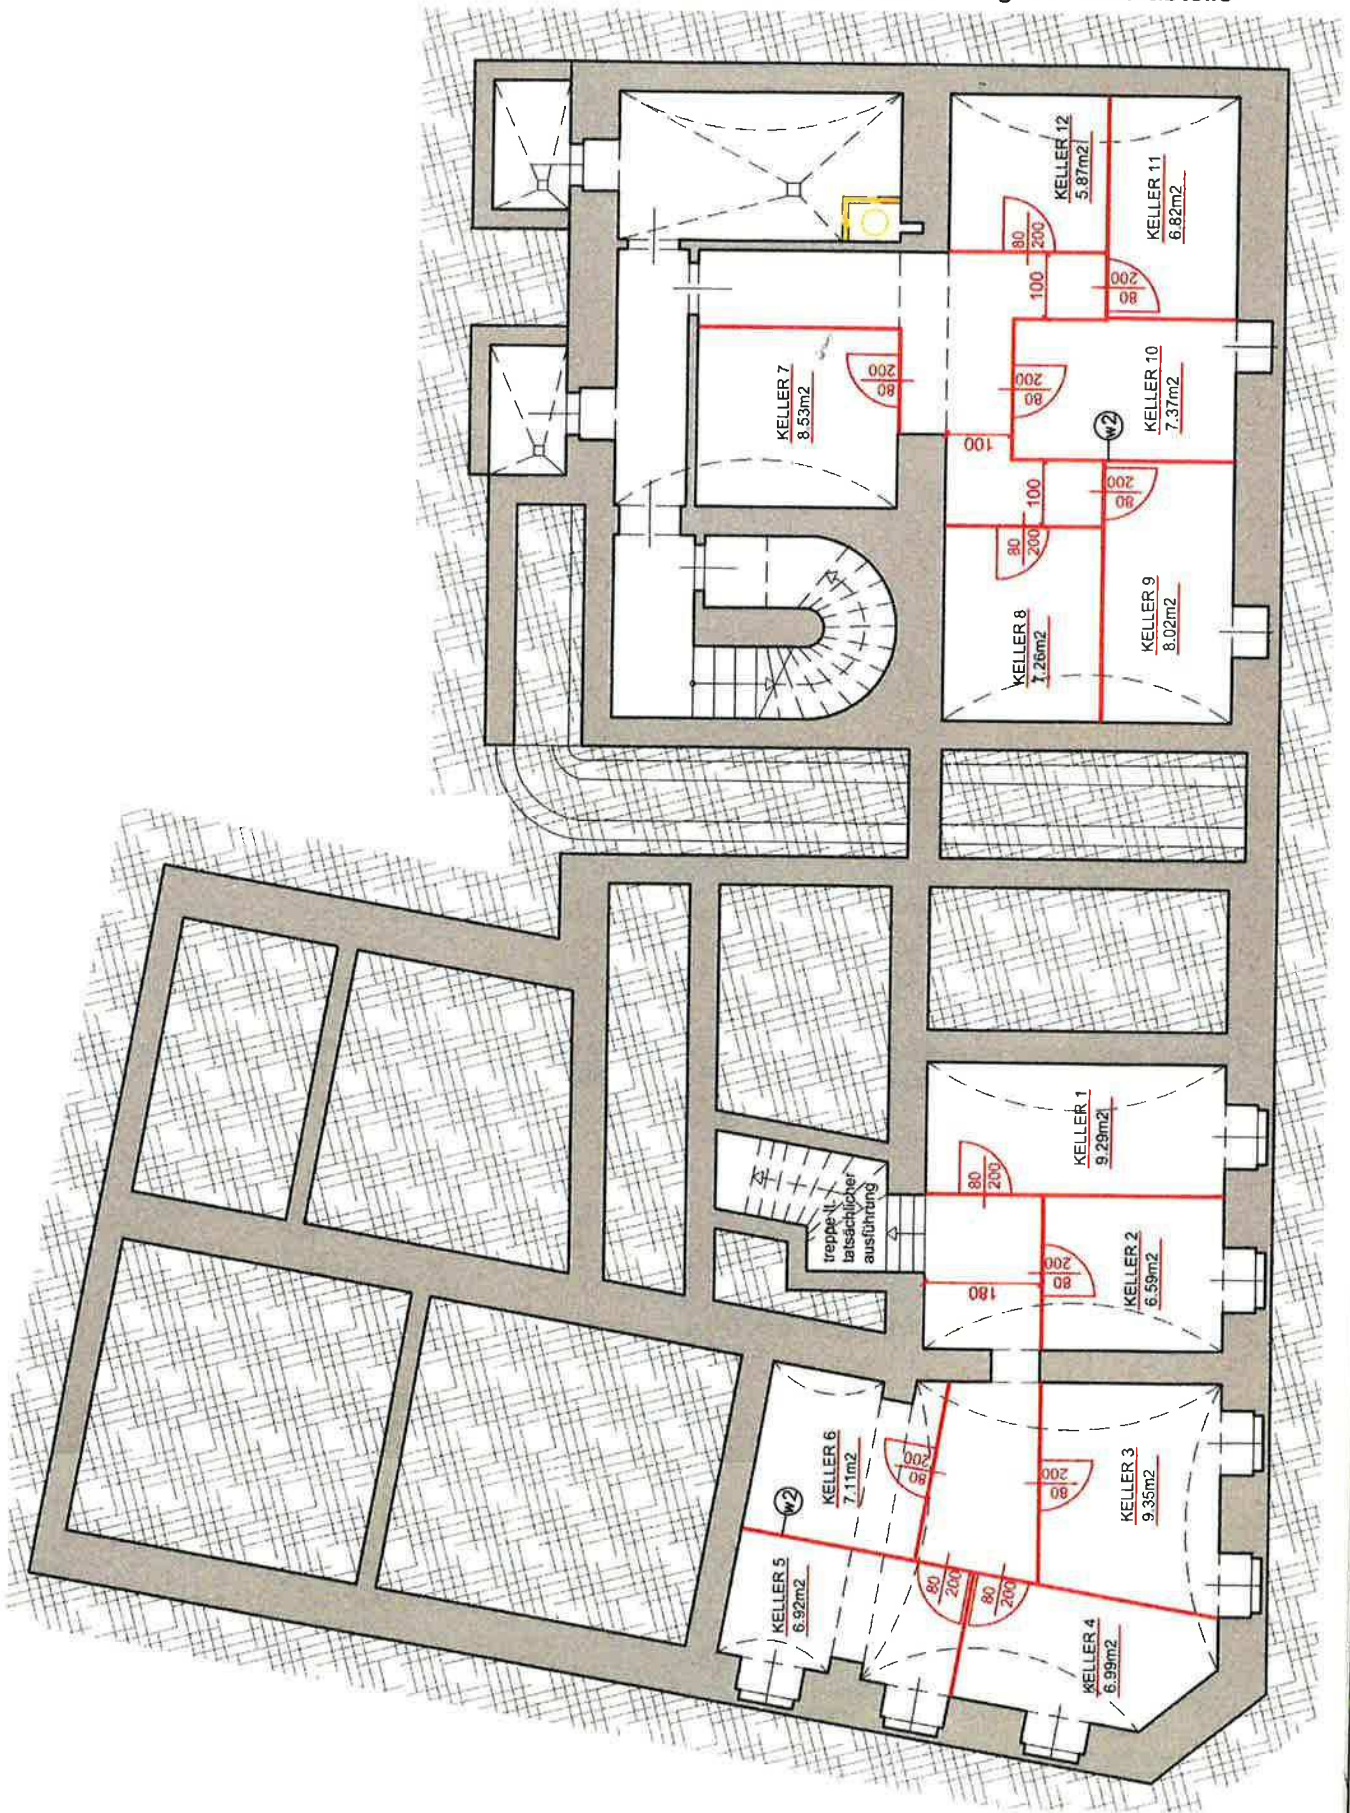 KELLER 12
5.87m2
80
200
KELLER 11
6.82m2
200
80
100
KELLER 7
8.53m2
200
80
KELLER 10
7.37m2
200
80
w2
100
100
KELLER 8
7.26m2
80
200
KELLER 9
8.02m2
200
80
KELLER 1
9.29m2
80
200
treppe II-
tatsächlicher
ausführung
KELLER 2
6.59m2
200
80
180
KELLER 6
7.11m2
200
80
w2
KELLER 3
9.35m2
200
80
KELLER 5
6.92m2
80
200
KELLER 4
6.99m2
80
200